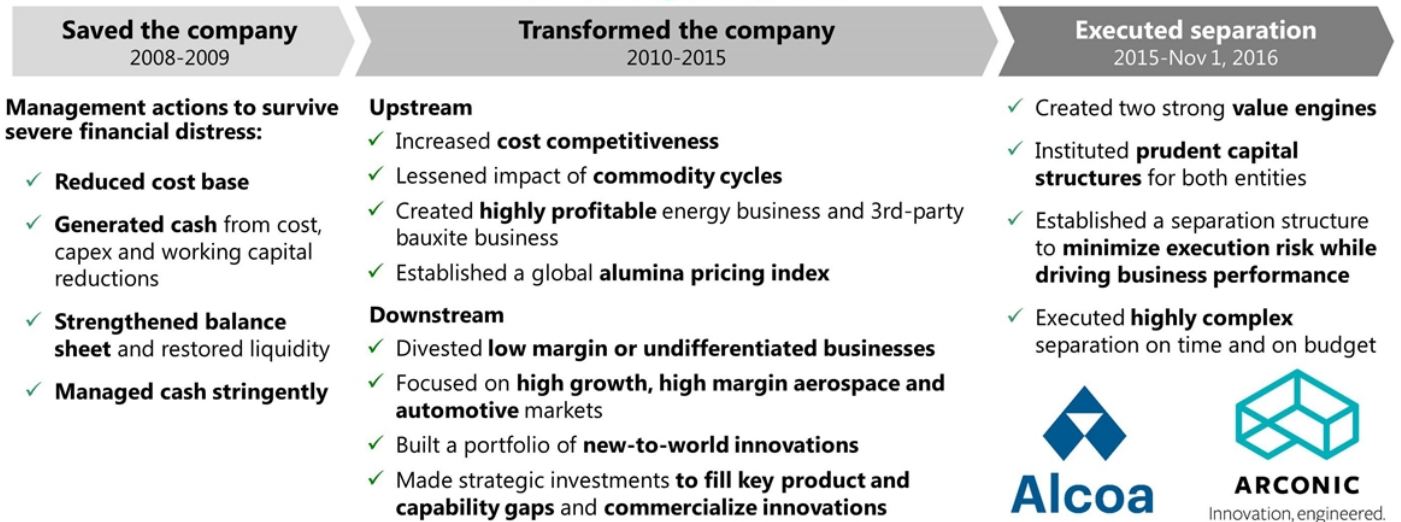 Saved the company
2008-2009
Management actions to survive
severe financial distress:
✓ Reduced cost base
✓ Generated cash from cost,
capex and working capital
reductions
✓ Strengthened balance
sheet and restored liquidity
✓ Managed cash stringently
Transformed the company
2010-2015
Upstream
✓ Increased cost competitiveness
✓ Lessened impact of commodity cycles
✓ Created highly profitable energy business and 3rd-party
bauxite business
✓ Established a global alumina pricing index
Downstream
✓ Divested low margin or undifferentiated businesses
✓ Focused on high growth, high margin aerospace and
automotive markets
✓ Built a portfolio of new-to-world innovations
✓ Made strategic investments to fill key product and
capability gaps and commercialize innovations
Executed separation
2015-Nov 1, 2016
✓ Created two strong value engines
✓ Instituted prudent capital
structures for both entities
✓ Established a separation structure
to minimize execution risk while
driving business performance
✓ Executed highly complex
separation on time and on budget
Alcoa
ARCONIC
Innovation, engineered.